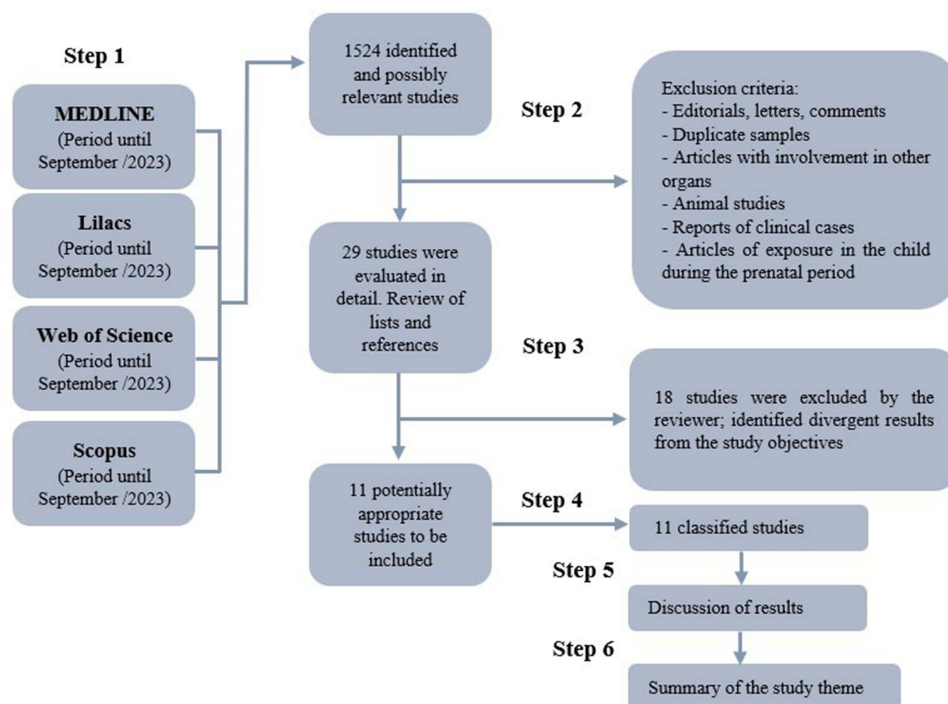 Step 1
MEDLINE
(Period until
September /2023)
Lilacs
(Period until
September /2023)
Web of Science
(Period until
September /2023)
Scopus
(Period until
September /2023)
1524 identified
and possibly
relevant studies
Step 2
Exclusion criteria:
- Editorials, letters, comments
- Duplicate samples
- Articles with involvement in other
organs
- Animal studies
- Reports of clinical cases
- Articles of exposure in the child
during the prenatal period
29 studies were
evaluated in
detail. Review of
lists and
references
Step 3
18 studies were excluded by the
reviewer; identified divergent results
from the study objectives
11 potentially
appropriate
studies to be
included
Step 4
11 classified studies
Step 5
Discussion of results
Step 6
Summary of the study theme